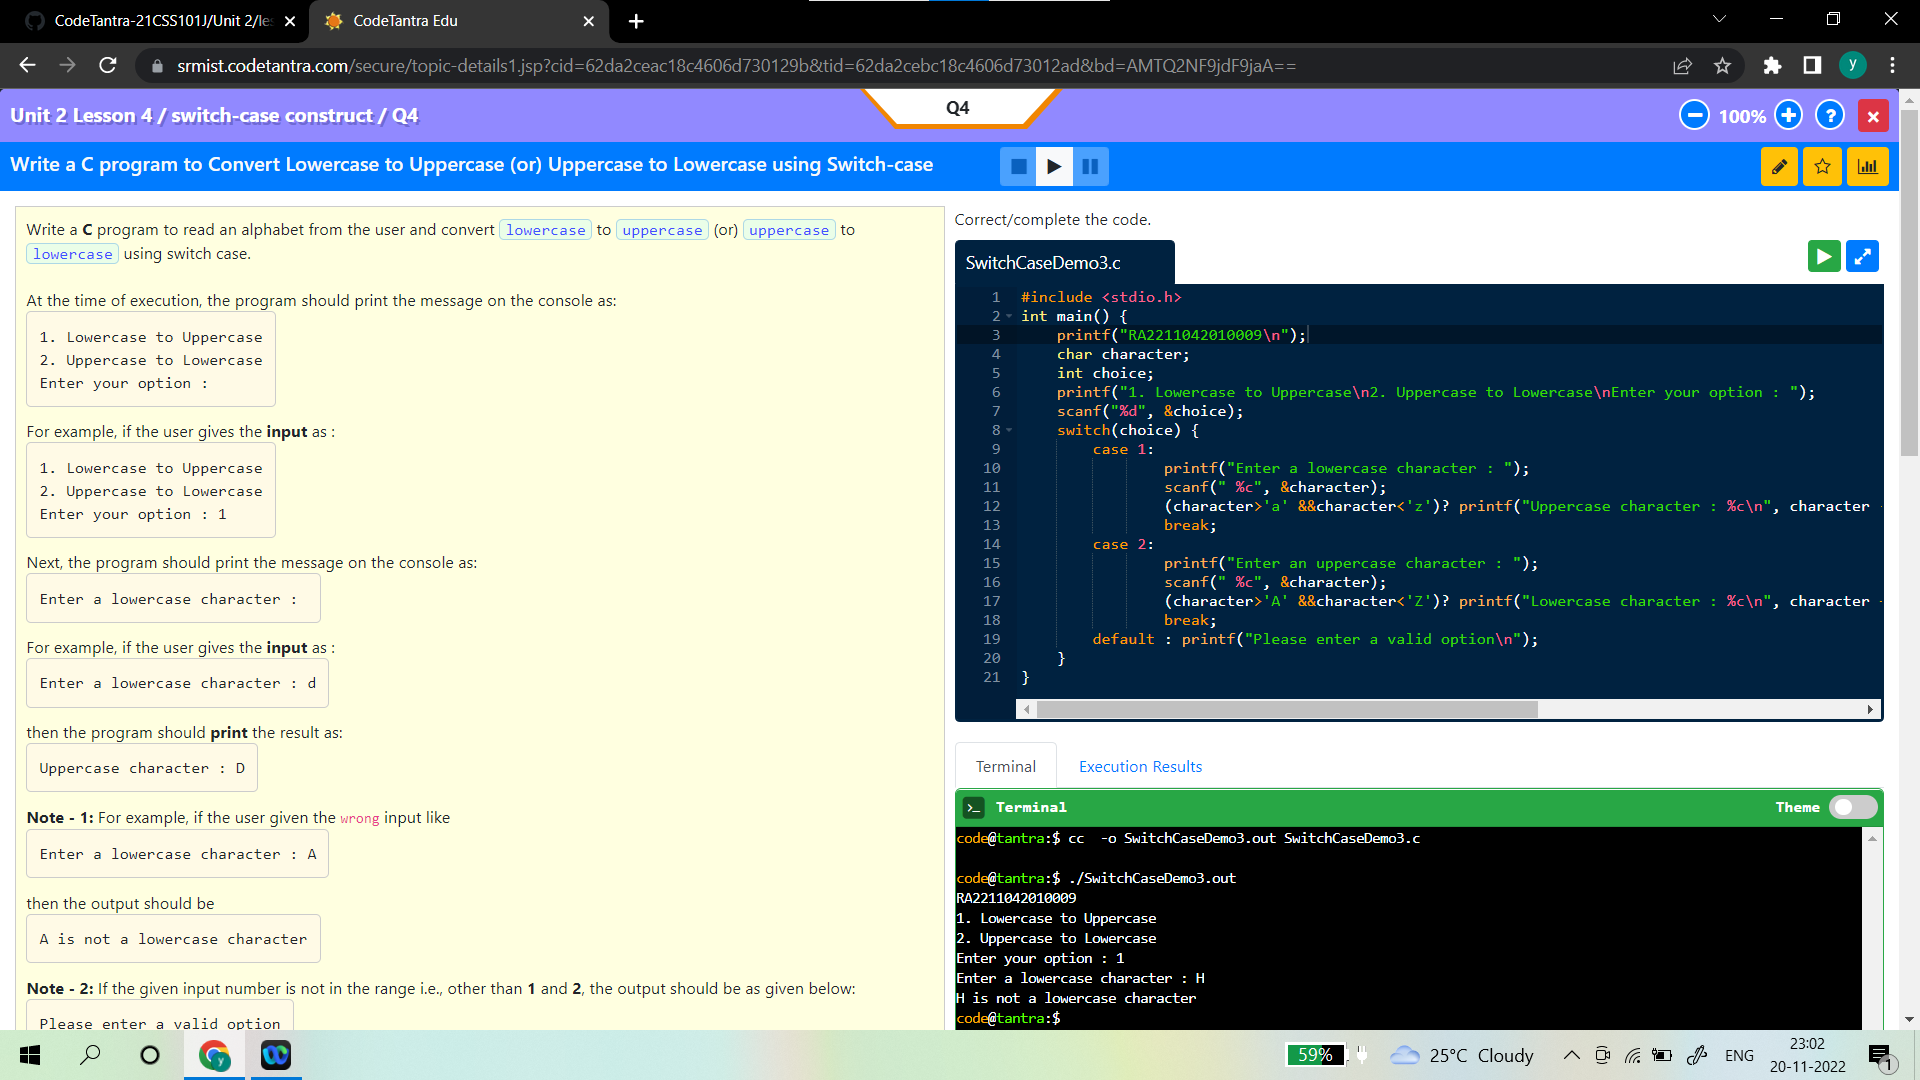 CodeTantra-21CSS101J/Unit 2/les
CodeTantra Edu
srmist.codetantra.com/secure/topic-details1.jsp?cid=62da2ceac18c4606d730129b&tid=62da2cebc18c4606d73012ad&bd=AMTQ2NF9jdF9jaA==
y
Unit 2 Lesson 4 / switch-case construct / Q4
Q4
100%
Write a C program to Convert Lowercase to Uppercase (or) Uppercase to Lowercase using Switch-case
Write a C program to read an alphabet from the user and convert lowercase to uppercase (or) uppercase to
lowercase using switch case.
At the time of execution, the program should print the message on the console as:
1. Lowercase to Uppercase
2. Uppercase to Lowercase
Enter your option :
For example, if the user gives the input as :
1. Lowercase to Uppercase
2. Uppercase to Lowercase
Enter your option : 1
Next, the program should print the message on the console as:
Enter a lowercase character :
For example, if the user gives the input as :
Enter a lowercase character : d
then the program should print the result as:
Uppercase character : D
Note - 1: For example, if the user given the wrong input like
Enter a lowercase character : A
then the output should be
A is not a lowercase character
Note - 2: If the given input number is not in the range i.e., other than 1 and 2, the output should be as given below:
Please enter a valid option
Correct/complete the code.
SwitchCaseDemo3.c
1 #include <stdio.h>
2 int main() {
3 printf("RA2211042010009\n");
4 char character;
5 int choice;
6 printf("1. Lowercase to Uppercase\n2. Uppercase to Lowercase\nEnter your option : ");
7 scanf("%d", &choice);
8 switch(choice) {
9 case 1:
10 printf("Enter a lowercase character : ");
11 scanf(" %c", &character);
12 (character>'a' &&character<'z')? printf("Uppercase character : %c\n", character -
13 break;
14 case 2:
15 printf("Enter an uppercase character : ");
16 scanf(" %c", &character);
17 (character>'A' &&character<'Z')? printf("Lowercase character : %c\n", character
18 break;
19 default : printf("Please enter a valid option\n");
20 }
21 }
Terminal
Execution Results
Terminal
Theme
code@tantra:$ cc -o SwitchCaseDemo3.out SwitchCaseDemo3.c
code@tantra:$ ./SwitchCaseDemo3.out
RA2211042010009
1. Lowercase to Uppercase
2. Uppercase to Lowercase
Enter your option : 1
Enter a lowercase character : H
H is not a lowercase character
code@tantra:$
59%
25°C Cloudy
ENG
23:02
20-11-2022
1